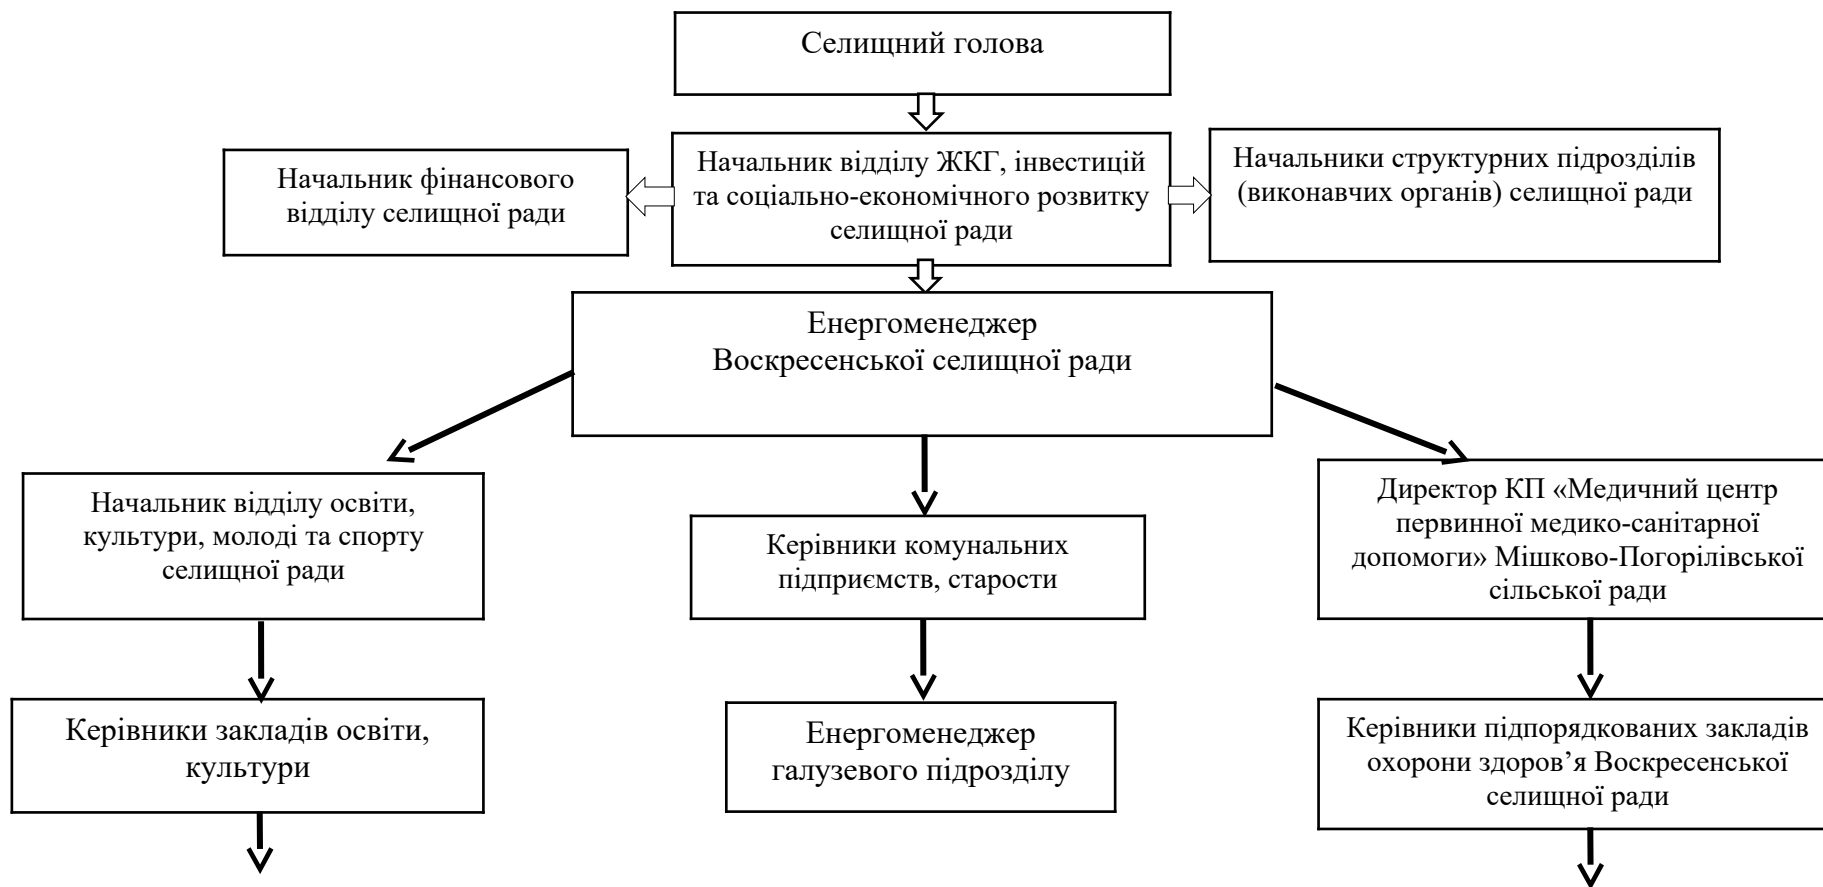 Селищний голова
Начальник фінансового
відділу селищної ради
Начальник відділу ЖКГ, інвестицій
та соціально-економічного розвитку
селищної ради
Начальники структурних підрозділів
(виконавчих органів) селищної ради
Енергоменеджер
Воскресенської селищної ради
Начальник відділу освіти,
культури, молоді та спорту
селищної ради
Керівники комунальних
підприємств, старости
Директор КП «Медичний центр
первинної медико-санітарної
допомоги» Мішково-Погорілівської
сільської ради
Керівники закладів освіти,
культури
Енергоменеджер
галузевого підрозділу
Керівники підпорядкованих закладів
охорони здоров’я Воскресенської
селищної ради